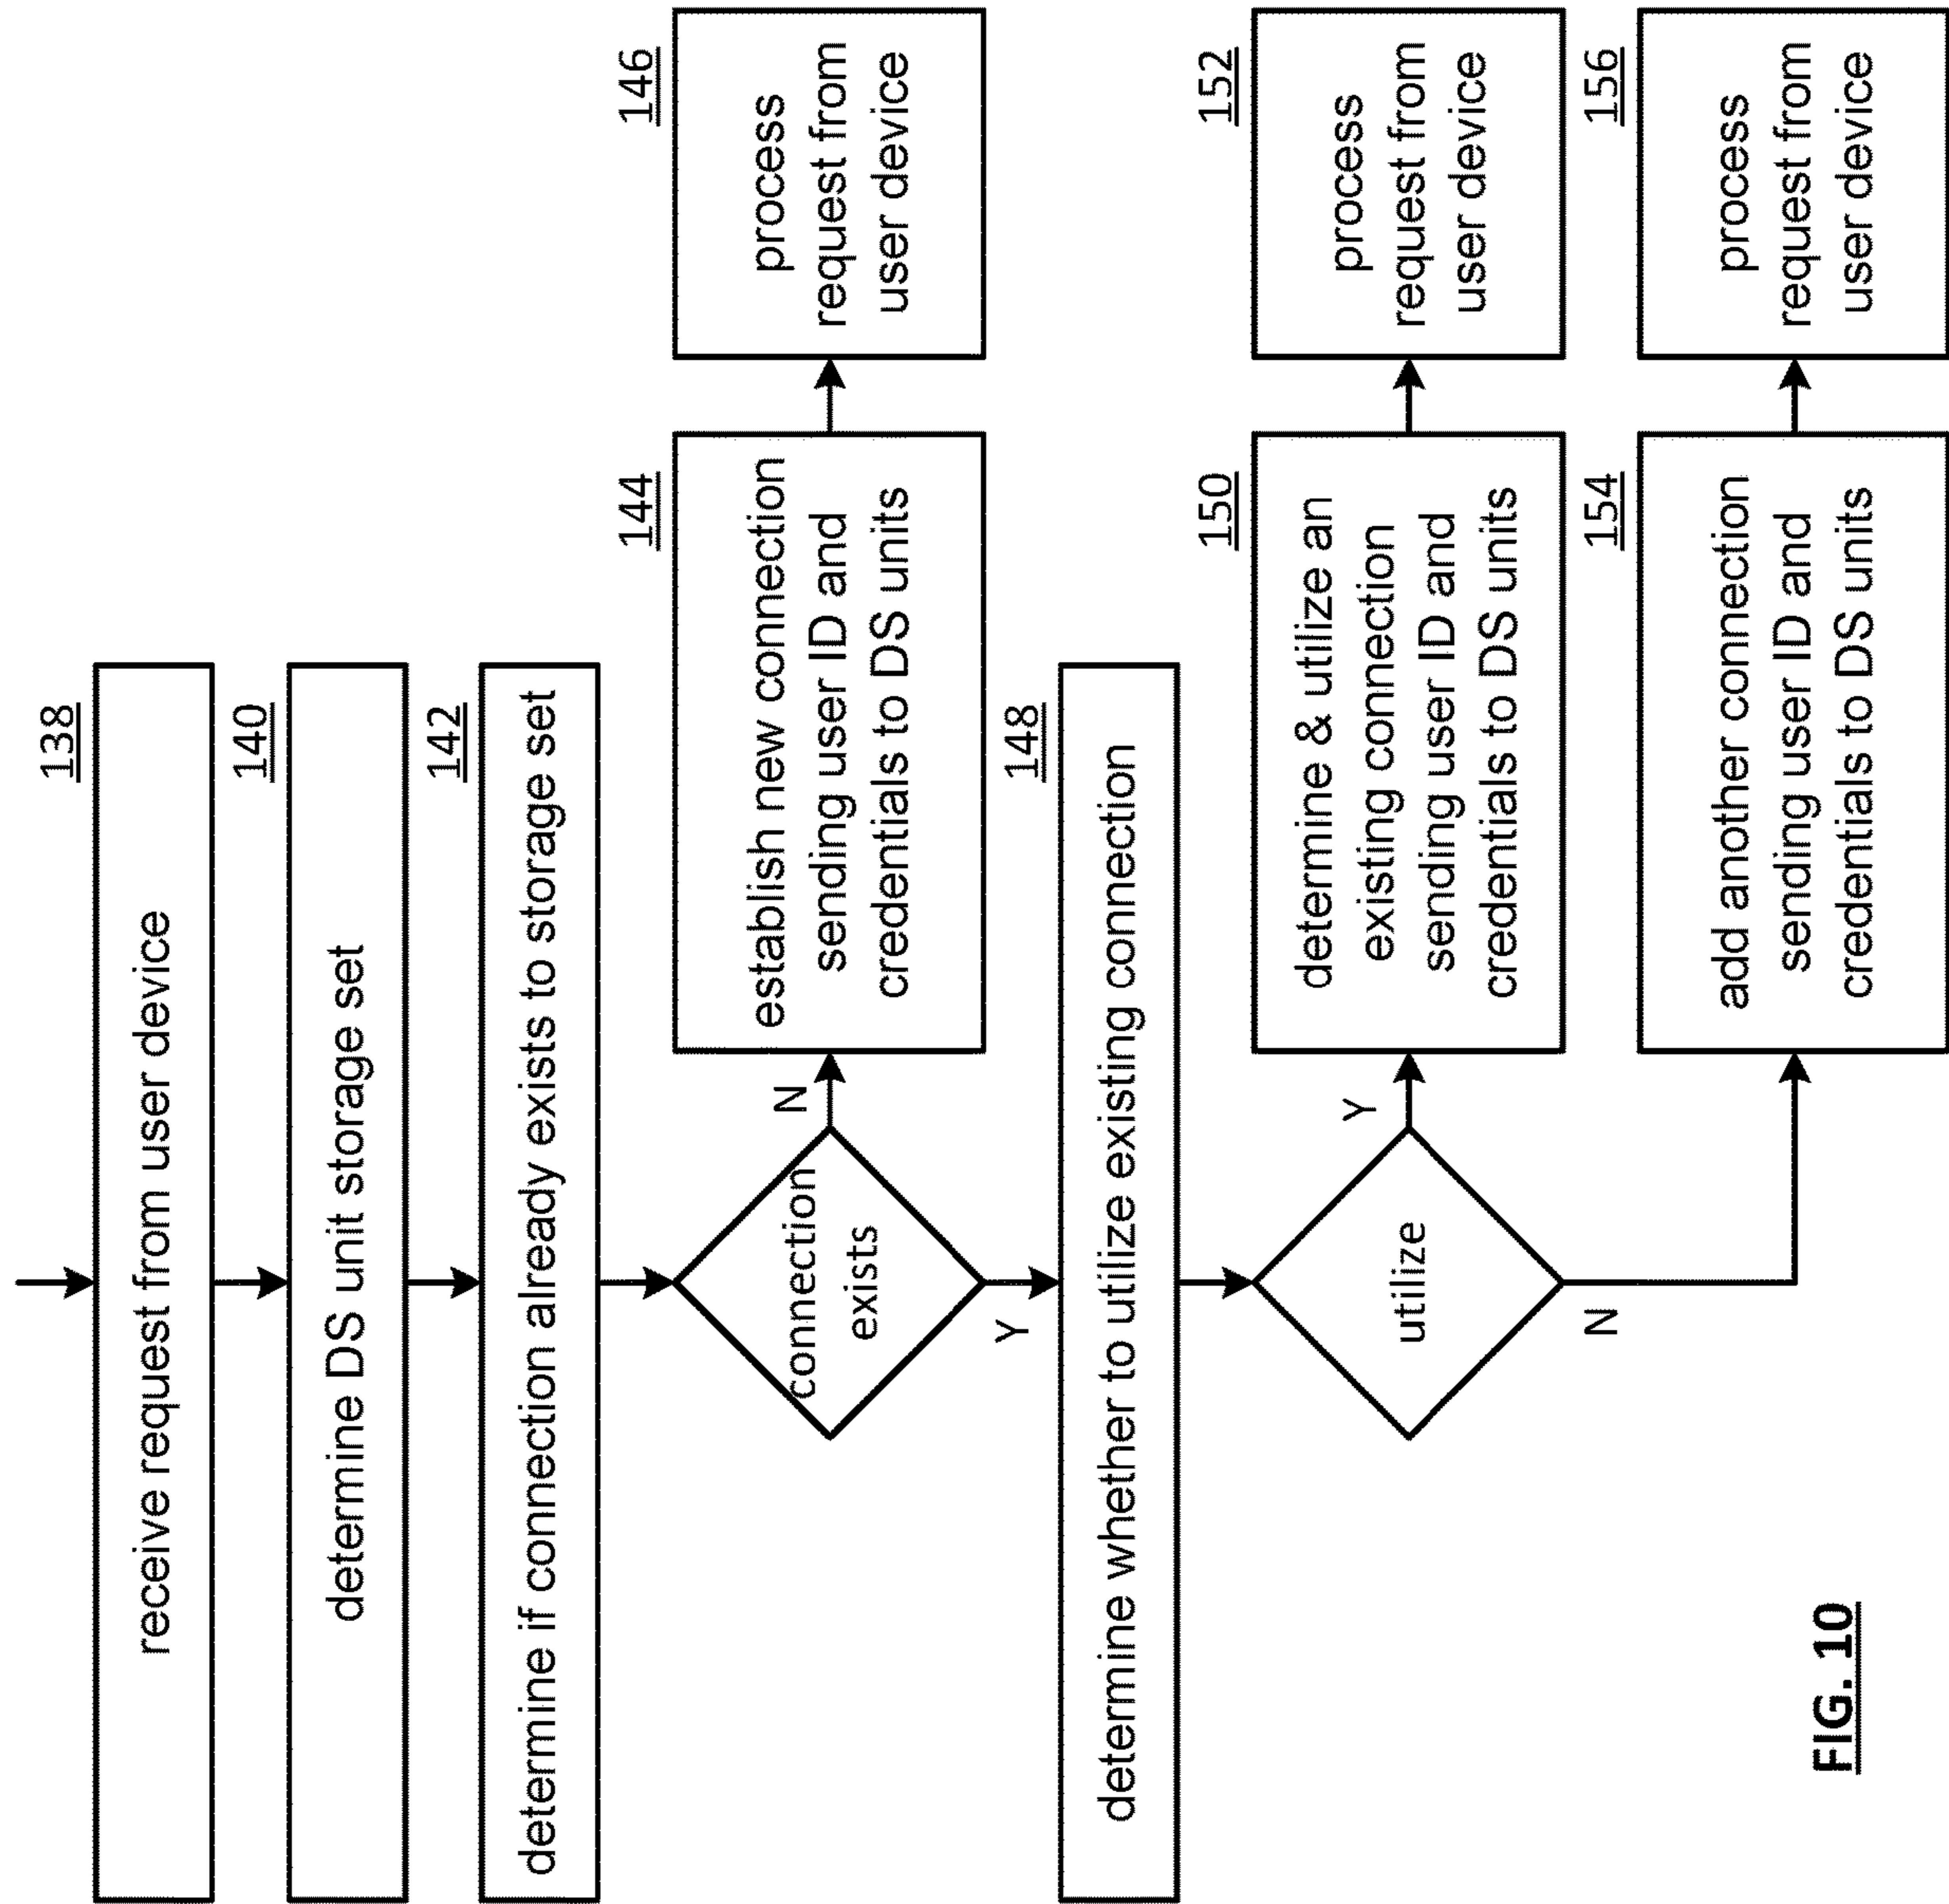 138
receive request from user device
140
determine DS unit storage set
142
determine if connection already exists to storage set
connection
exists
N
Y
144
establish new connection
sending user ID and
credentials to DS units
146
process
request from
user device
148
determine whether to utilize existing connection
utilize
Y
N
150
determine & utilize an
existing connection
sending user ID and
credentials to DS units
152
process
request from
user device
154
add another connection
sending user ID and
credentials to DS units
156
process
request from
user device
FIG. 10